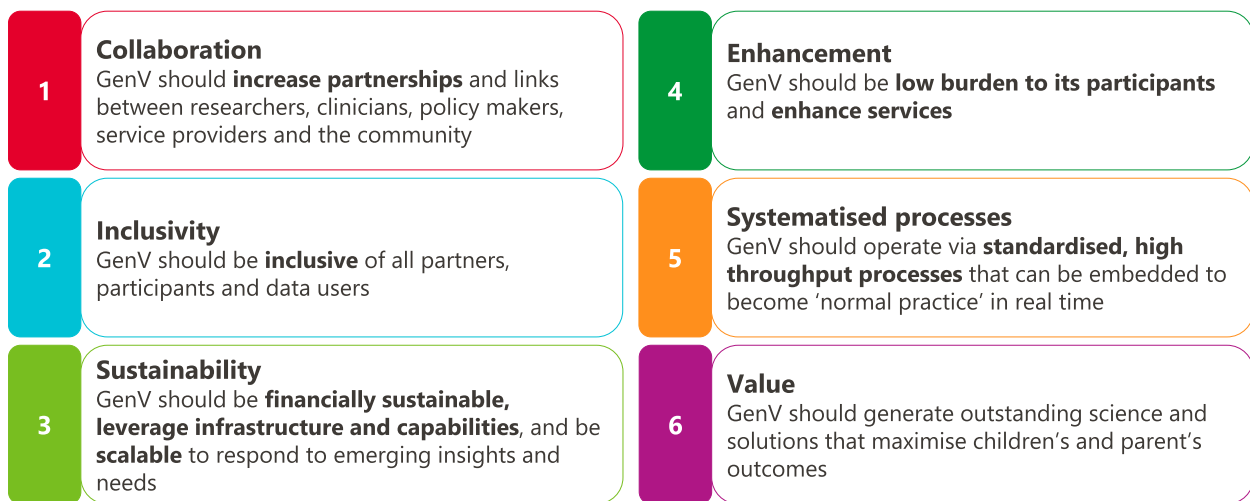 1
Collaboration
GenV should increase partnerships and links
between researchers, clinicians, policy makers,
service providers and the community
2
Inclusivity
GenV should be inclusive of all partners,
participants and data users
3
Sustainability
GenV should be financially sustainable,
leverage infrastructure and capabilities, and be
scalable to respond to emerging insights and
needs
4
Enhancement
GenV should be low burden to its participants
and enhance services
5
Systematised processes
GenV should operate via standardised, high
throughput processes that can be embedded to
become ‘normal practice’ in real time
6
Value
GenV should generate outstanding science and
solutions that maximise children’s and parent’s
outcomes